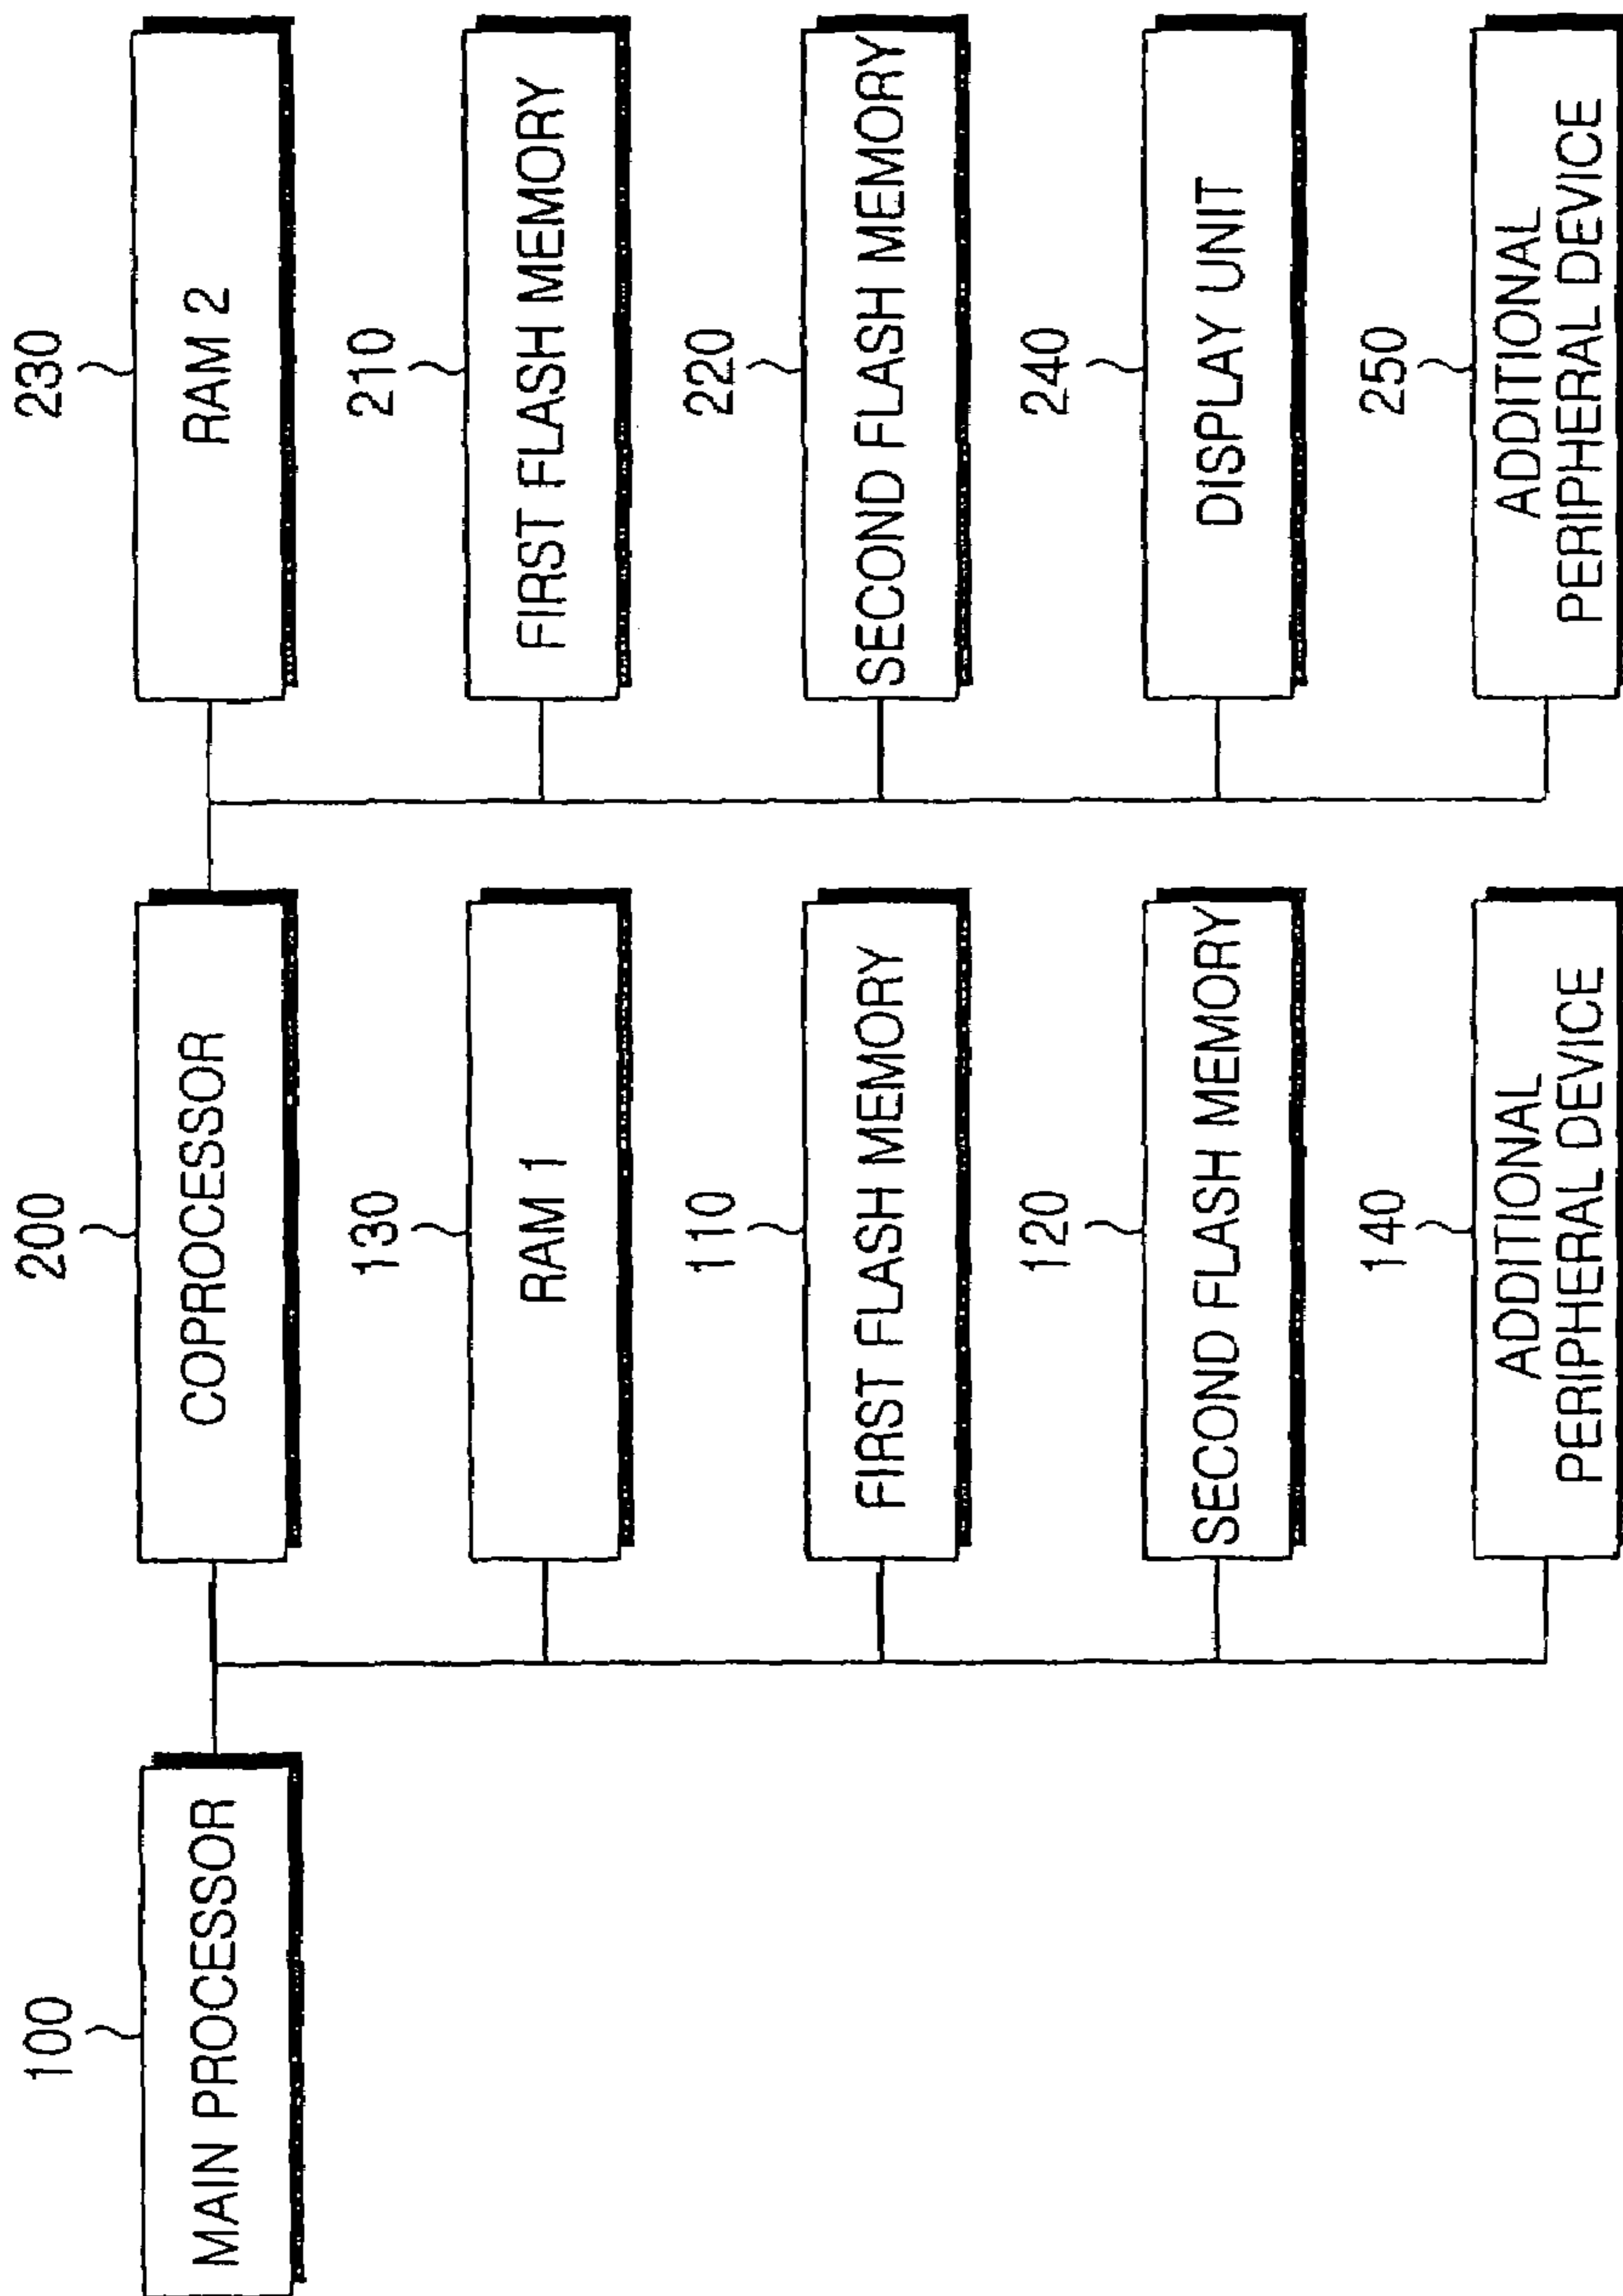 100
MAIN PROCESSOR
200
COPROCESSOR
130
RAM 1
110
FIRST FLASH MEMORY
120
SECOND FLASH MEMORY
140
ADDITIONAL
PERIPHERAL DEVICE
230
RAM 2
210
FIRST FLASH MEMORY
220
SECOND FLASH MEMORY
240
DISPLAY UNIT
250
ADDITIONAL
PERIPHERAL DEVICE